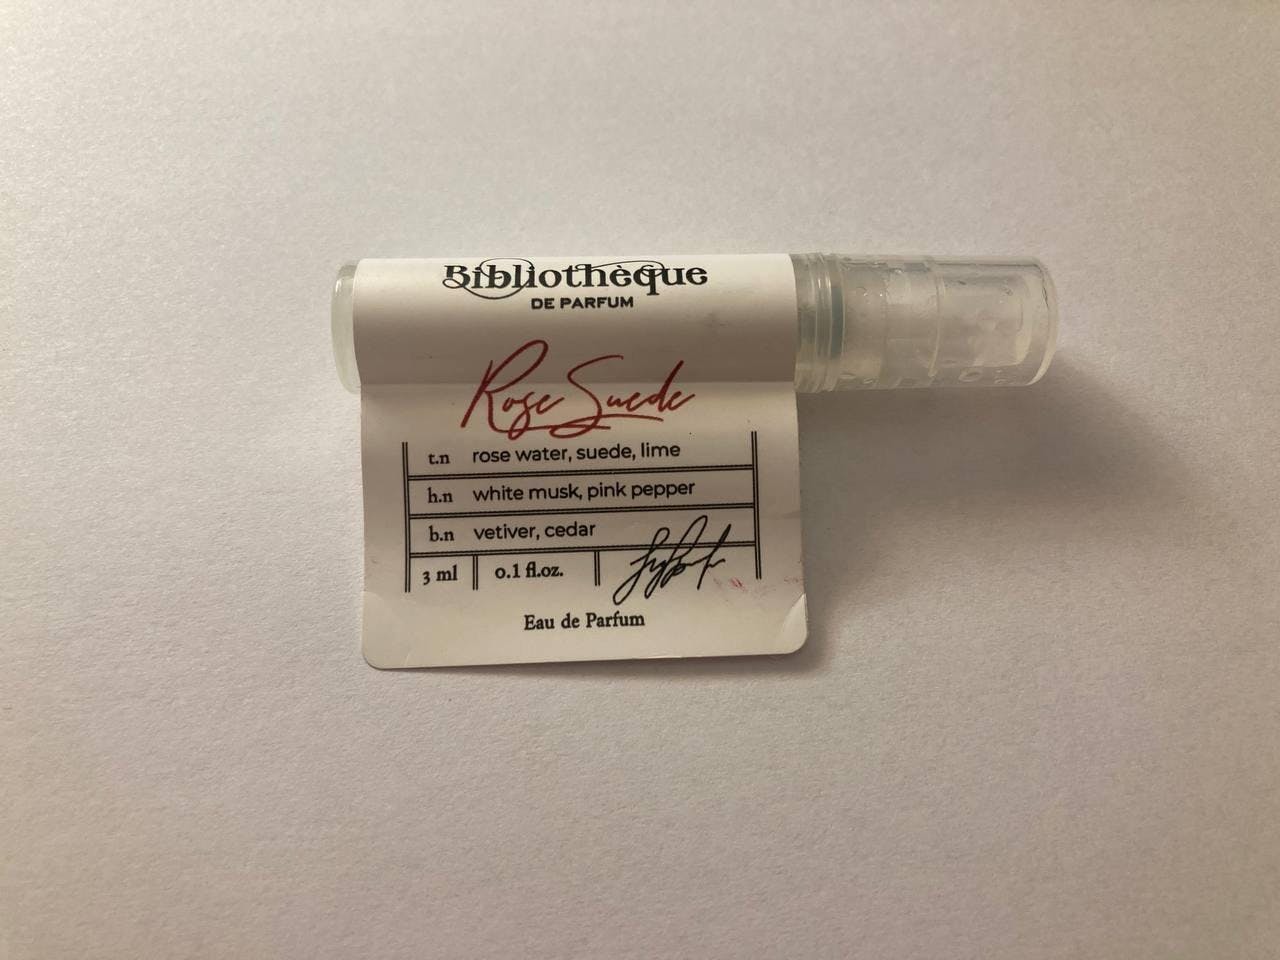 Bibliothèque
DE PARFUM
Rose Suede
t.n rose water, suede, lime
h.n white musk, pink pepper
b.n vetiver, cedar
3 ml 0.1 fl.oz.
Eau de Parfum